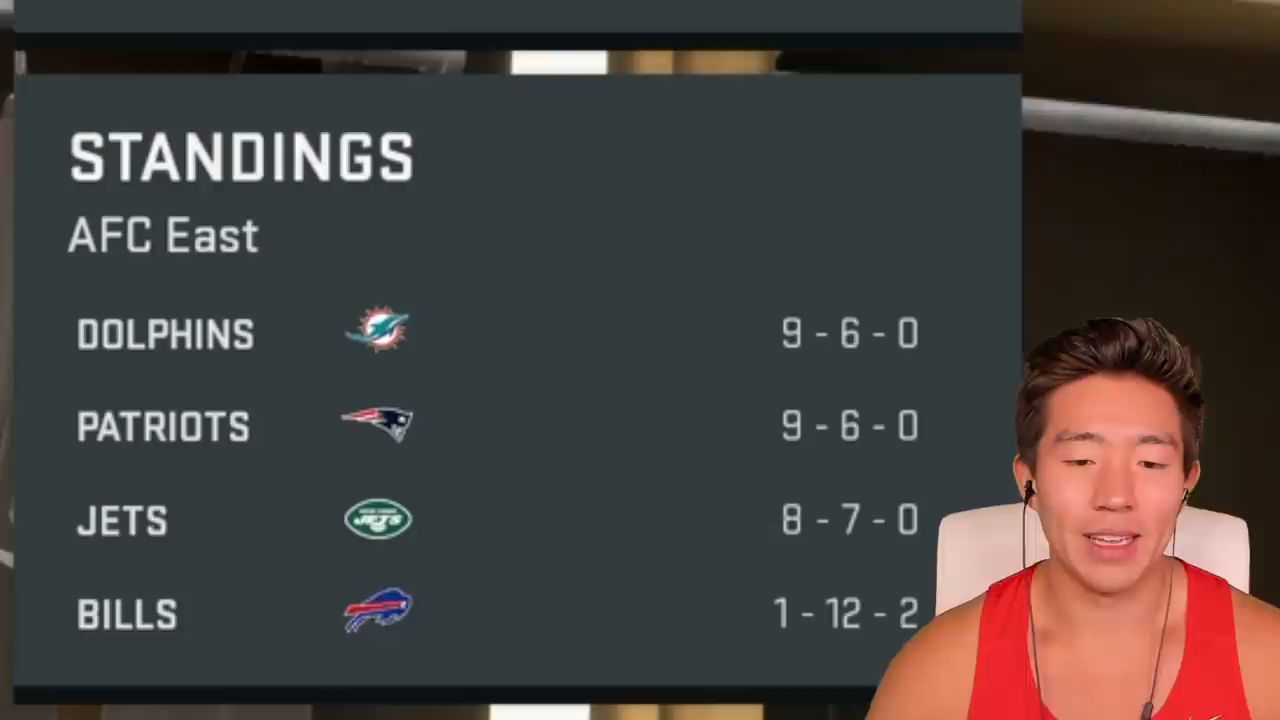 STANDINGS
AFC East
DOLPHINS 9 - 6 - 0
PATRIOTS 9 - 6 - 0
JETS JETS 8 - 7 - 0
BILLS 1 - 12 - 2